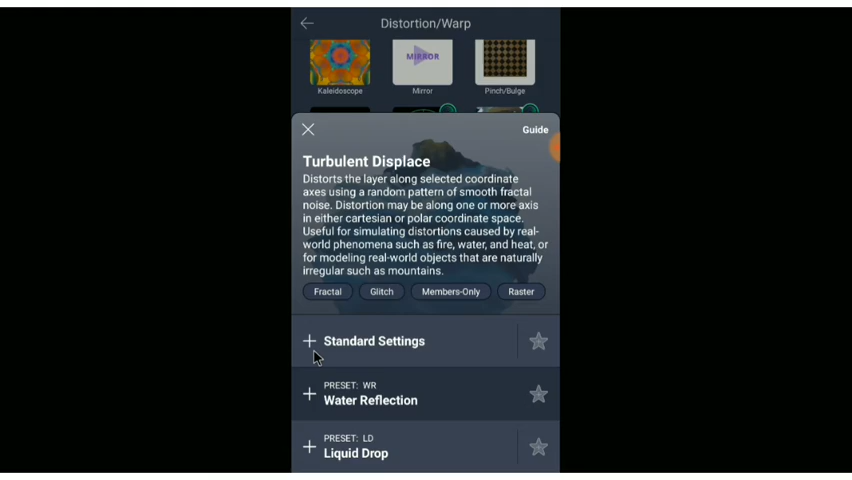 Distortion/Warp
MIRROR
Kaleidoscope
Mirror
Pinch/Bulge
Guide
Turbulent Displace
Distorts the layer along selected coordinate
axes using a random pattern of smooth fractal
noise. Distortion may be along one or more axis
in either cartesian or polar coordinate space.
Useful for simulating distortions caused by real-
world phenomena such as fire, water, and heat, or
for modeling real-world objects that are naturally
irregular such as mountains.
Fractal
Glitch
Members-Only
Raster
Standard Settings
PRESET: WR
Water Reflection
PRESET: LD
Liquid Drop